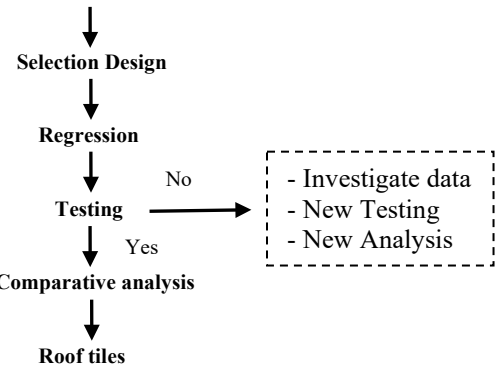 Selection Design
Regression
No
Testing
- Investigate data
- New Testing
- New Analysis
Yes
Comparative analysis
Roof tiles